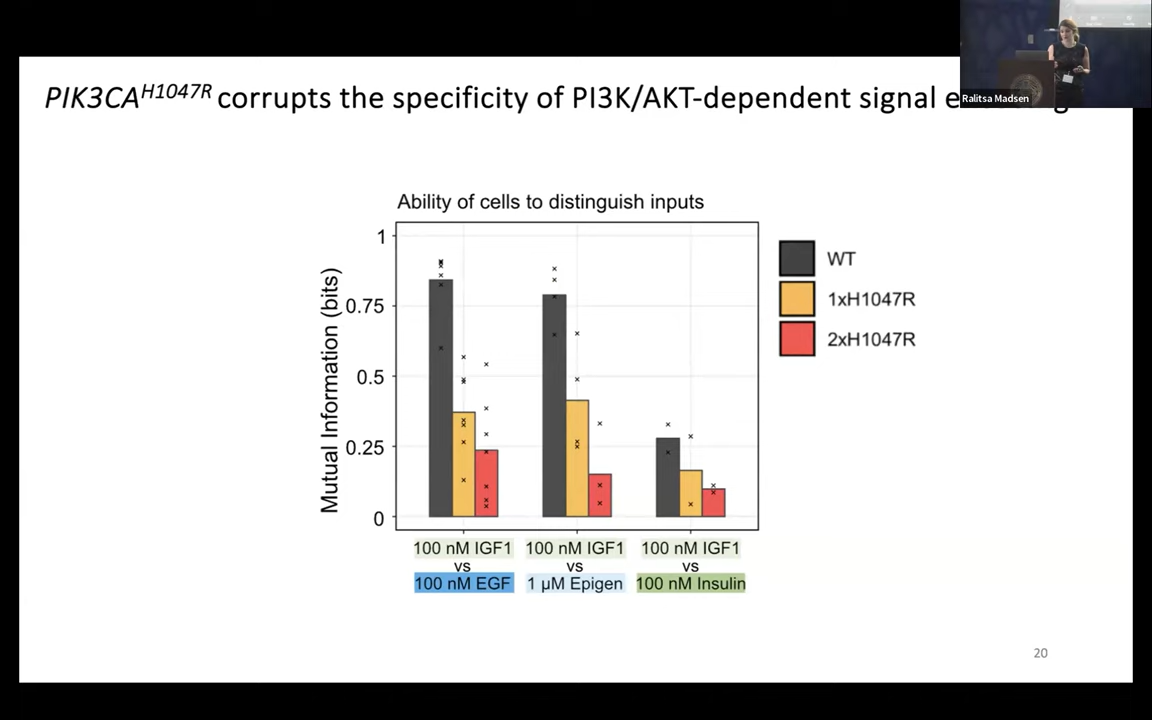 PIK3CA^H1047R corrupts the specificity of PI3K/AKT-dependent signal
Ralitsa Madsen
Ability of cells to distinguish inputs
Mutual Information (bits)
1
0.75
0.5
0.25
0
WT
1xH1047R
2xH1047R
100 nM IGF1 100 nM IGF1 100 nM IGF1
vs vs vs
100 nM EGF 1 µM Epigen 100 nM Insulin
20